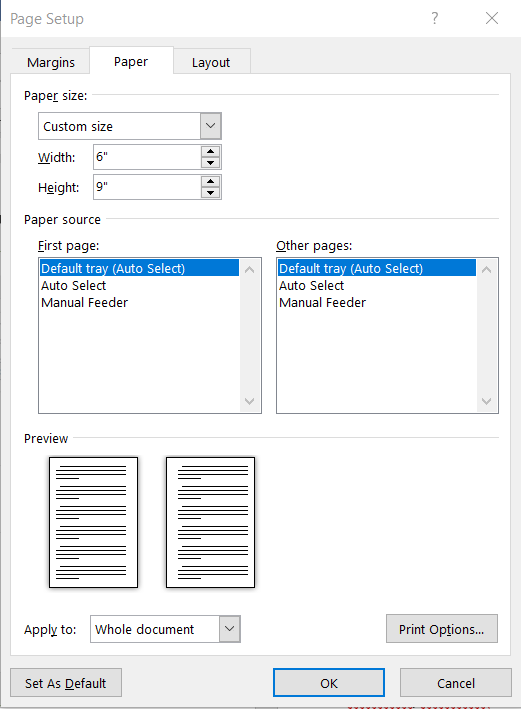 Page Setup
?
Margins
Paper
Layout
Paper size:
Custom size
Width:
6"
Height:
9"
Paper source
First page:
Other pages:
Default tray (Auto Select)
Auto Select
Manual Feeder
Default tray (Auto Select)
Auto Select
Manual Feeder
Preview
Apply to:
Whole document
Print Options...
Set As Default
OK
Cancel